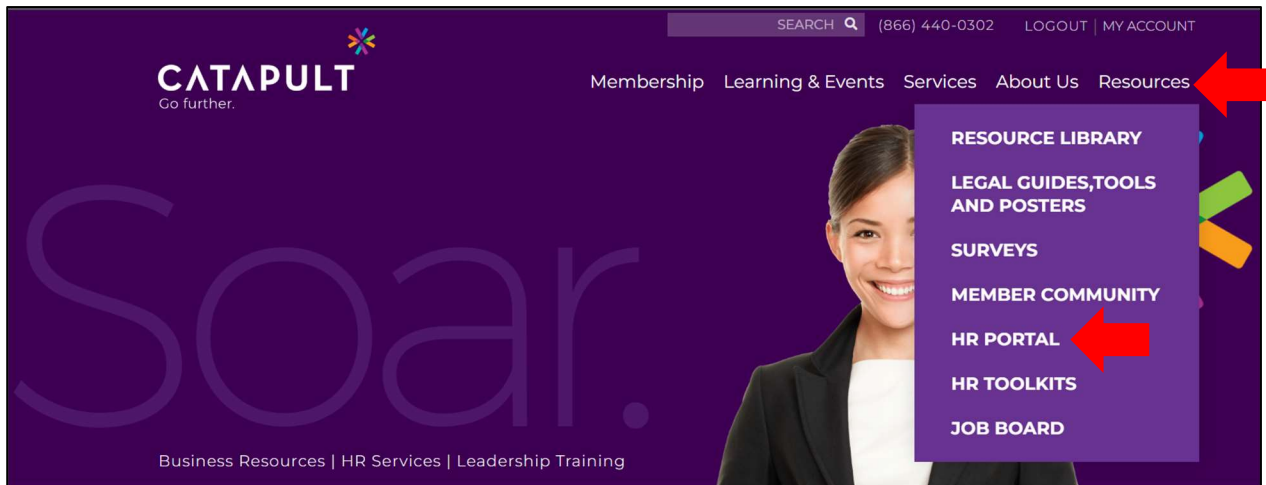 SEARCH (866) 440-0302 LOGOUT | MY ACCOUNT
CATAPULT
Go further.
Membership Learning & Events Services About Us Resources
RESOURCE LIBRARY
LEGAL GUIDES,TOOLS
AND POSTERS
SURVEYS
MEMBER COMMUNITY
HR PORTAL
HR TOOLKITS
JOB BOARD
Soar.
Business Resources | HR Services | Leadership Training